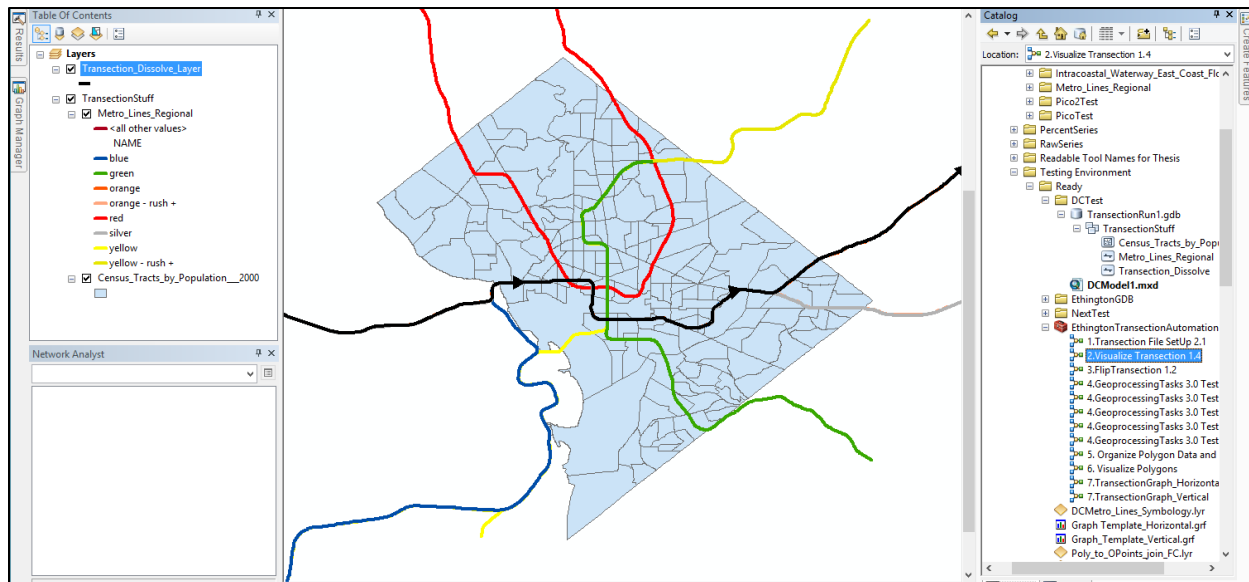 Table Of Contents
Results
Graph Manager
Layers
Transection_Dissolve_Layer
TransectionStuff
Metro_Lines_Regional
<all other values>
NAME
blue
green
orange
orange - rush +
red
silver
yellow
yellow - rush +
Census_Tracts_by_Population__2000
Network Analyst
Catalog
Location: 2.Visualize Transection 1.4
Intracoastal_Waterway_East_Coast_Flo
Metro_Lines_Regional
Pico2Test
PicoTest
PercentSeries
RawSeries
Readable Tool Names for Thesis
Testing Environment
Ready
DCTest
TransectionRun1.gdb
TransectionStuff
Census_Tracts_by_Popu
Metro_Lines_Regional
Transection_Dissolve
DCModel1.mxd
EthingtonGDB
NextTest
EthingtonTransectionAutomation
1.Transection File SetUp 2.1
2.Visualize Transection 1.4
3.FlipTransection 1.2
4.GeoprocessingTasks 3.0 Test
4.GeoprocessingTasks 3.0 Test
4.GeoprocessingTasks 3.0 Test
4.GeoprocessingTasks 3.0 Test
4.GeoprocessingTasks 3.0 Test
5. Organize Polygon Data and
6. Visualize Polygons
7.TransectionGraph_Horizonta
7.TransectionGraph_Vertical
DCMetro_Lines_Symbology.lyr
Graph Template_Horizontal.grf
Graph_Template_Vertical.grf
Poly_to_OPoints_join_FC.lyr
Create Features